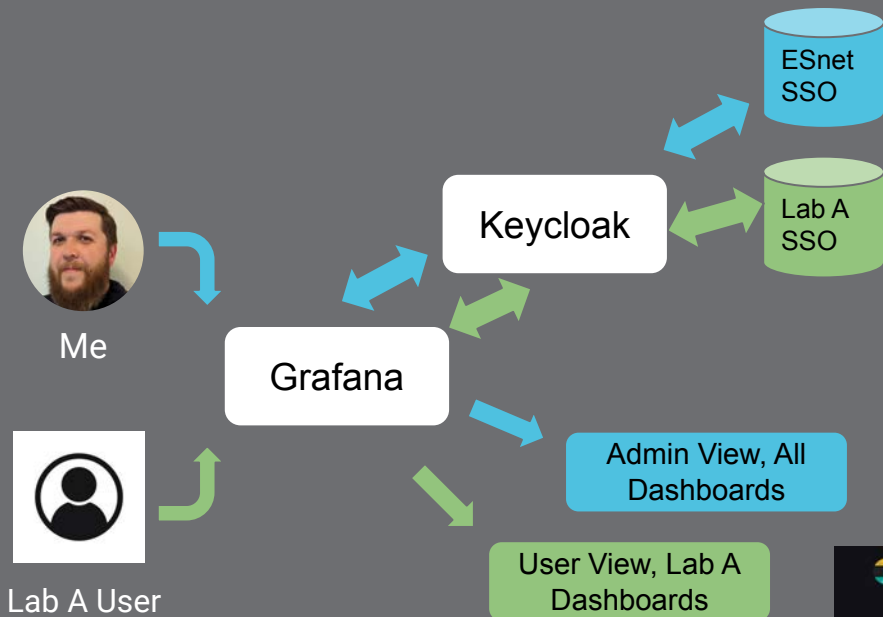 ESnet
SSO
Keycloak
Lab A
SSO
Me
Grafana
Admin View, All
Dashboards
User View, Lab A
Dashboards
Lab A User